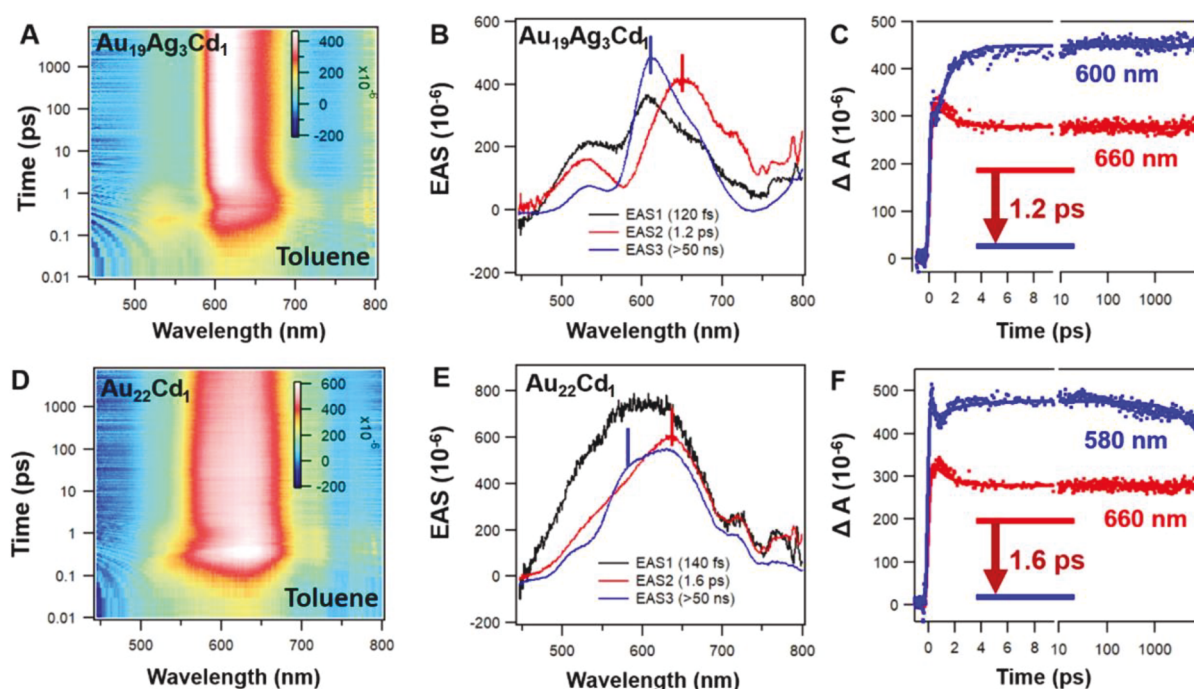 A
Au19Ag3Cd1
Time (ps)
1000
100
10
1
0.1
0.01
400
200
0
-200
x10-6
Toluene
500
600
700
800
Wavelength (nm)
B
Au19Ag3Cd1
EAS (10-6)
600
400
200
0
-200
EAS1 (120 fs)
EAS2 (1.2 ps)
EAS3 (>50 ns)
500
600
700
800
Wavelength (nm)
C
Δ A (10-6)
500
400
300
200
100
0
600 nm
660 nm
1.2 ps
0 2 4 6 8 10 100 1000
Time (ps)
D
Au22Cd1
Time (ps)
1000
100
10
1
0.1
0.01
600
400
200
0
-200
x10-6
Toluene
500
600
700
800
Wavelength (nm)
E
Au22Cd1
EAS (10-6)
800
600
400
200
0
-200
EAS1 (140 fs)
EAS2 (1.6 ps)
EAS3 (>50 ns)
500
600
700
800
Wavelength (nm)
F
Δ A (10-6)
500
400
300
200
100
0
580 nm
660 nm
1.6 ps
0 2 4 6 8 10 100 1000
Time (ps)